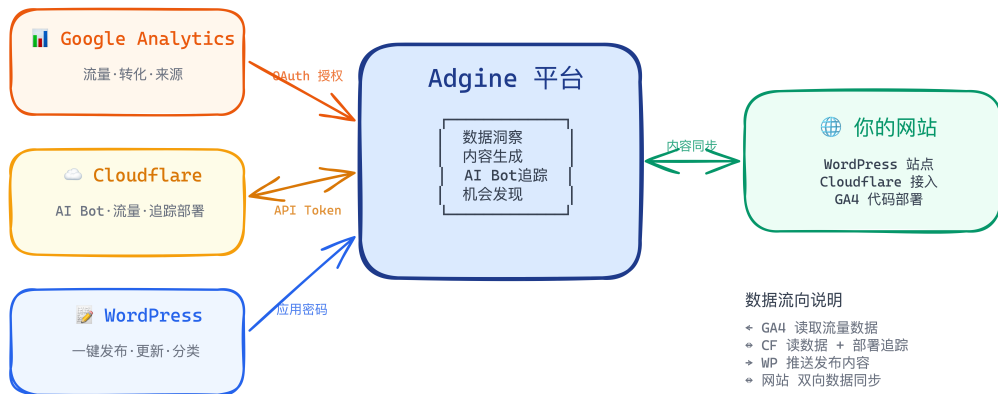 📊 Google Analytics
流量·转化·来源
OAuth 授权
☁️ Cloudflare
AI Bot·流量·追踪部署
API Token
📝 WordPress
一键发布·更新·分类
应用密码
Adgine 平台
数据洞察
内容生成
AI Bot追踪
机会发现
内容同步
🌐 你的网站
WordPress 站点
Cloudflare 接入
GA4 代码部署
数据流向说明
← GA4 读取流量数据
↔ CF 读数据 + 部署追踪
→ WP 推送发布内容
↔ 网站 双向数据同步